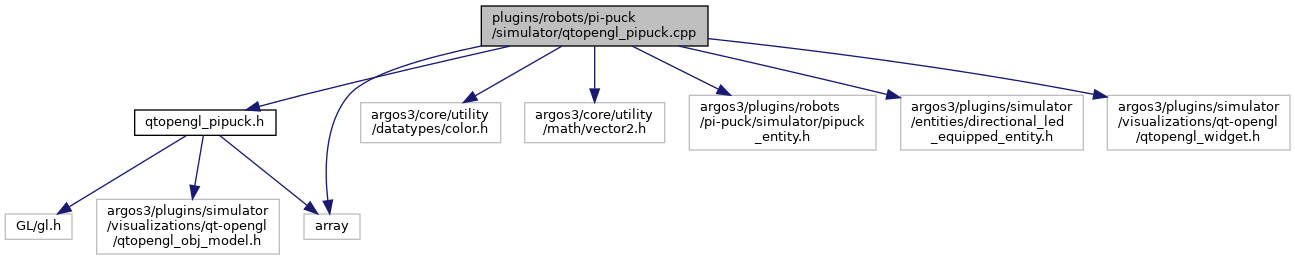 plugins/robots/pi-puck
/simulator/qtopengl_pipuck.cpp
qtopengl_pipuck.h
argos3/core/utility
/datatypes/color.h
argos3/core/utility
/math/vector2.h
argos3/plugins/robots
/pi-puck/simulator/pipuck
_entity.h
argos3/plugins/simulator
/entities/directional_led
_equipped_entity.h
argos3/plugins/simulator
/visualizations/qt-opengl
/qtopengl_widget.h
GL/gl.h
argos3/plugins/simulator
/visualizations/qt-opengl
/qtopengl_obj_model.h
array